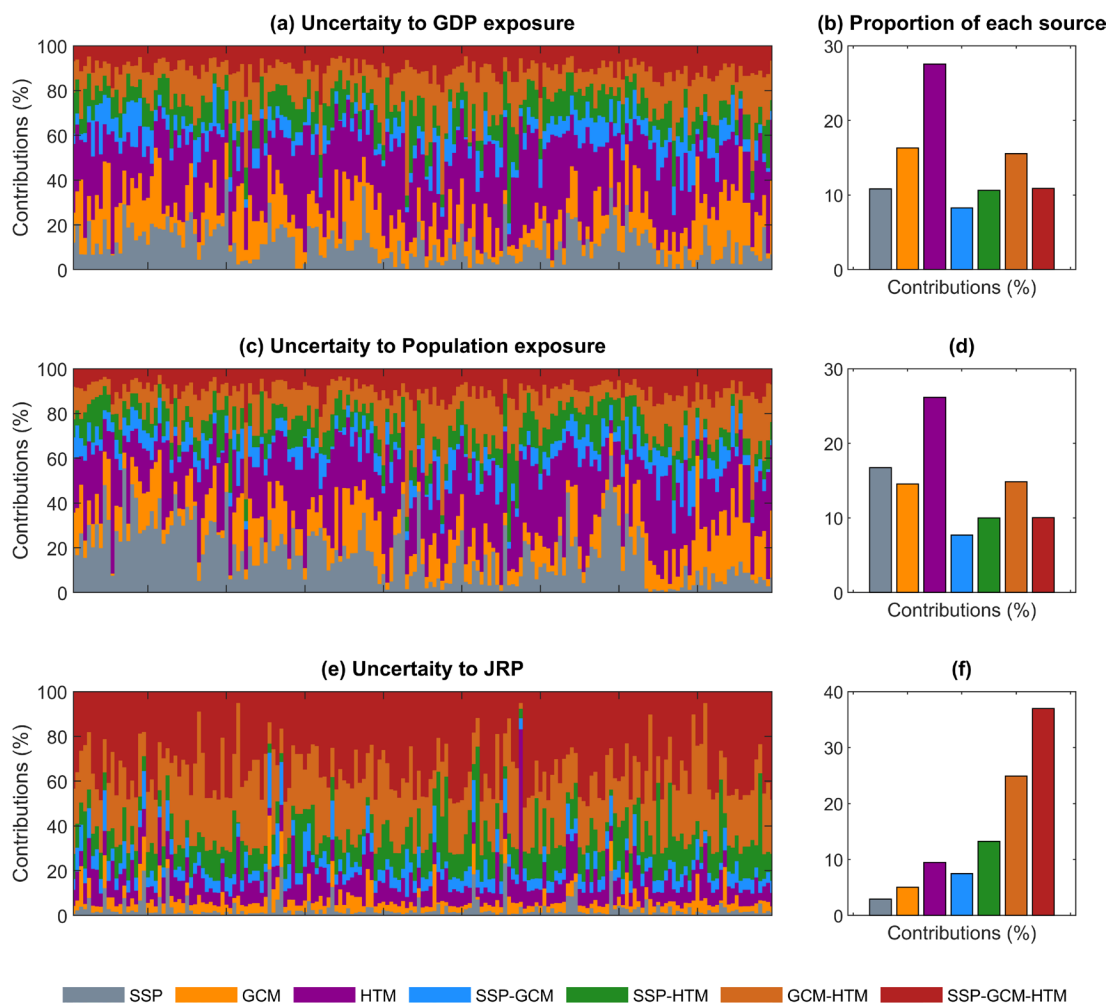 (a) Uncertaity to GDP exposure
(b) Proportion of each source
100
80
60
40
20
0
Contributions (%)
30
20
10
0
Contributions (%)
(c) Uncertaity to Population exposure
(d)
100
80
60
40
20
0
Contributions (%)
30
20
10
0
Contributions (%)
(e) Uncertaity to JRP
(f)
100
80
60
40
20
0
Contributions (%)
40
30
20
10
0
Contributions (%)
SSP GCM HTM SSP-GCM SSP-HTM GCM-HTM SSP-GCM-HTM